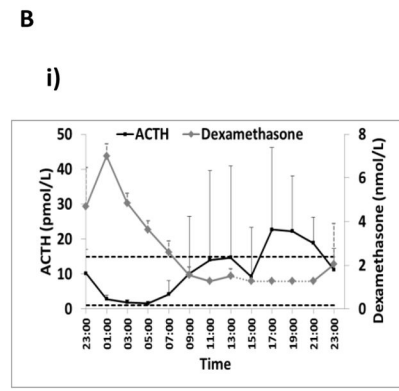 B
i)
ACTH Dexamethasone
ACTH (pmol/L)
50
40
30
20
10
0
Dexamethasone (nmol/L)
8
6
4
2
0
23:00 01:00 03:00 05:00 07:00 09:00 11:00 13:00 15:00 17:00 19:00 21:00 23:00
Time